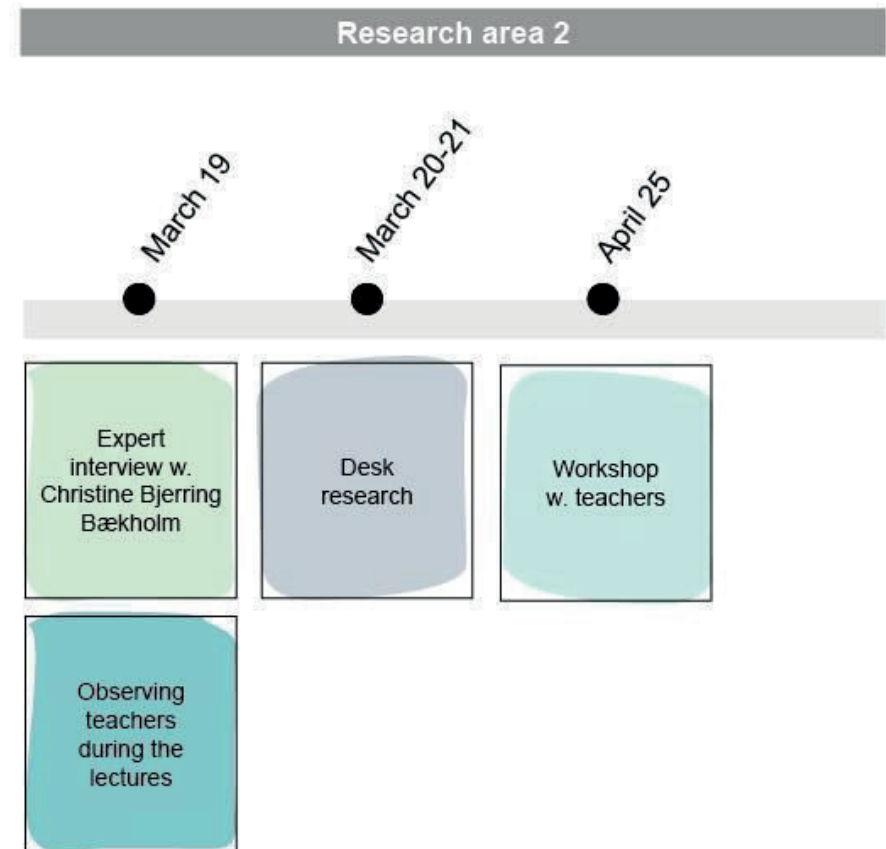 Research area 2
March 19
March 20-21
April 25
Expert
interview w.
Christine Bjerring
Bækholm
Desk
research
Workshop
w. teachers
Observing
teachers
during the
lectures